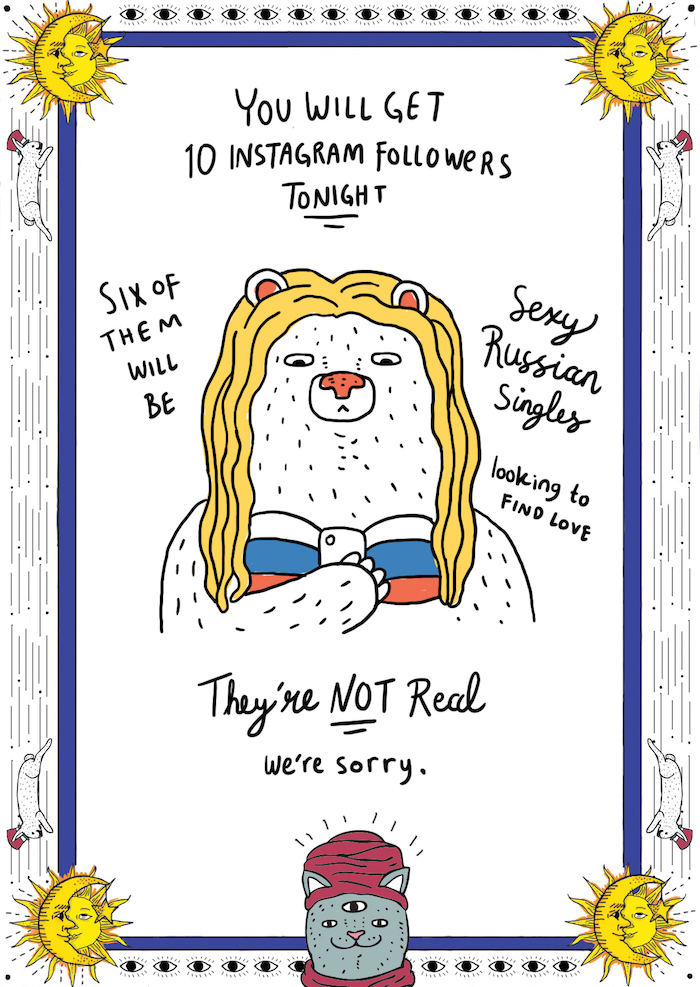 YOU WILL GET
10 INSTAGRAM FOLLOWERS
TONIGHT
SIX OF
THEM
WILL
BE
Sexy
Russian
Singles
looking to
FIND LOVE
They're NOT Real
we're sorry.